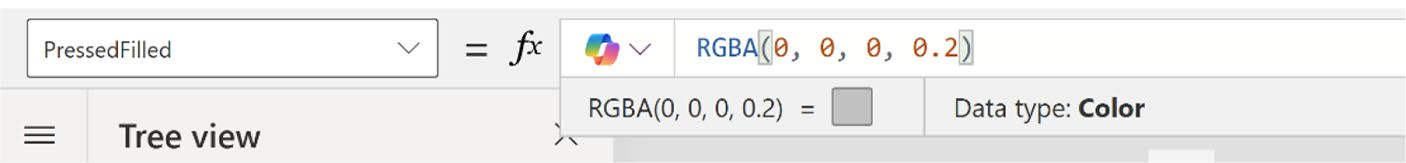 PressedFilled = fx RGBA(0, 0, 0, 0.2)
RGBA(0, 0, 0, 0.2) = Data type: Color
Tree view